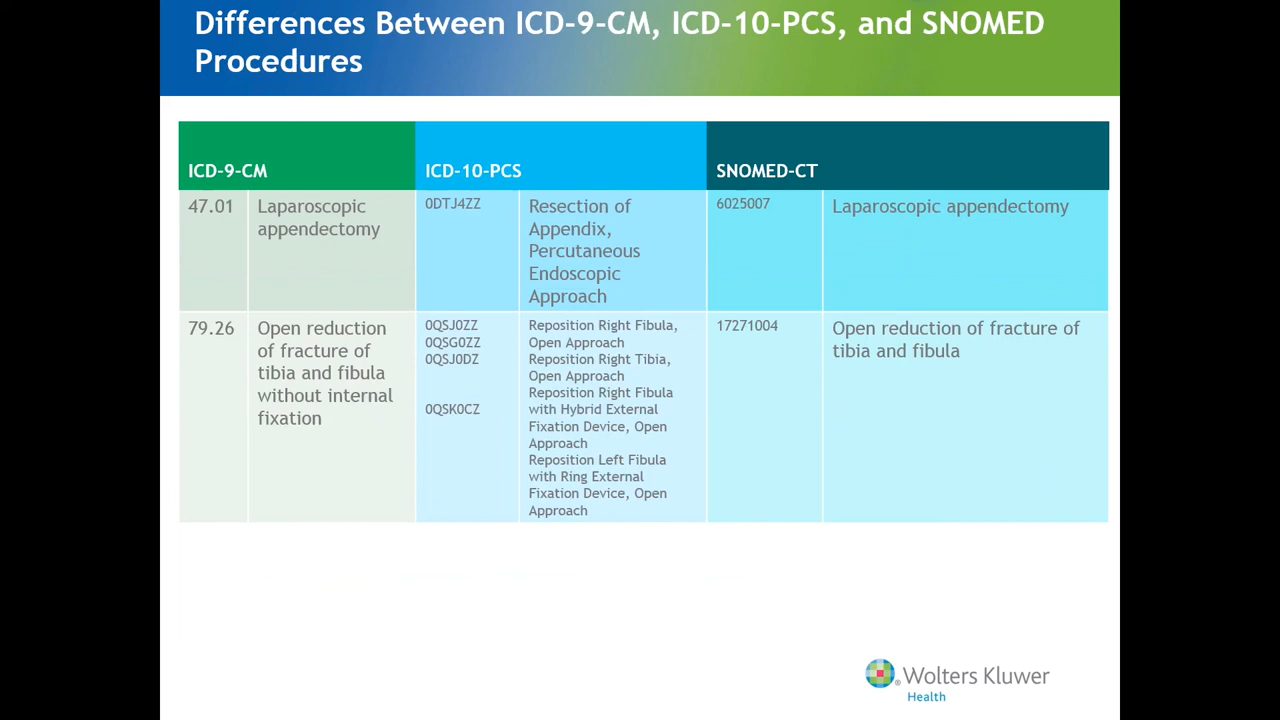 Differences Between ICD-9-CM, ICD-10-PCS, and SNOMED
Procedures
ICD-9-CM
ICD-10-PCS
SNOMED-CT
47.01
Laparoscopic
appendectomy
0DTJ4ZZ
Resection of
Appendix,
Percutaneous
Endoscopic
Approach
6025007
Laparoscopic appendectomy
79.26
Open reduction
of fracture of
tibia and fibula
without internal
fixation
0QSJ0ZZ
0QSG0ZZ
0QSJ0DZ
0QSK0CZ
Reposition Right Fibula,
Open Approach
Reposition Right Tibia,
Open Approach
Reposition Right Fibula
with Hybrid External
Fixation Device, Open
Approach
Reposition Left Fibula
with Ring External
Fixation Device, Open
Approach
17271004
Open reduction of fracture of
tibia and fibula
® Wolters Kluwer
Health